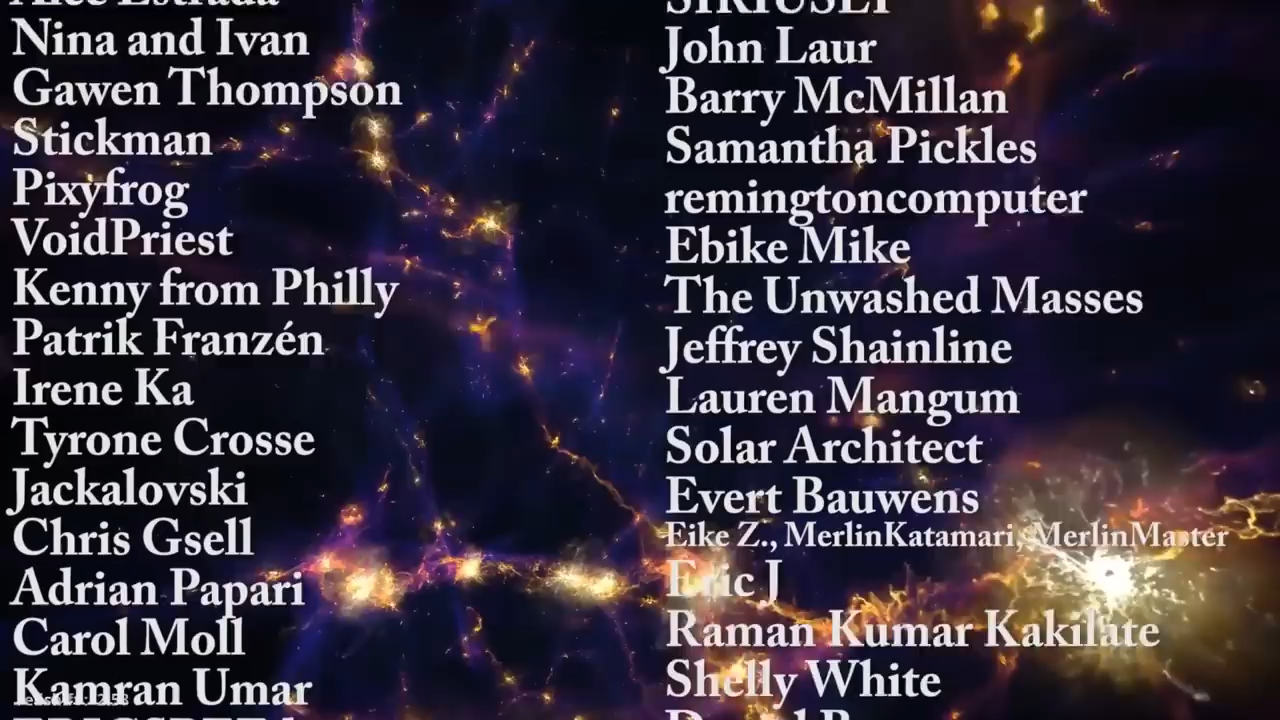 Alice Estrada
Nina and Ivan
Gawen Thompson
Stickman
Pixyfrog
VoidPriest
Kenny from Philly
Patrik Franzén
Irene Ka
Tyrone Crosse
Jackalovski
Chris Gsell
Adrian Papari
Carol Moll
Kamran Umar
John Laur
Barry McMillan
Samantha Pickles
remingtoncomputer
Ebike Mike
The Unwashed Masses
Jeffrey Shainline
Lauren Mangum
Solar Architect
Evert Bauwens
Eike Z., MerlinKatamari, MerlinMaster
Eric J
Raman Kumar Kakilate
Shelly White